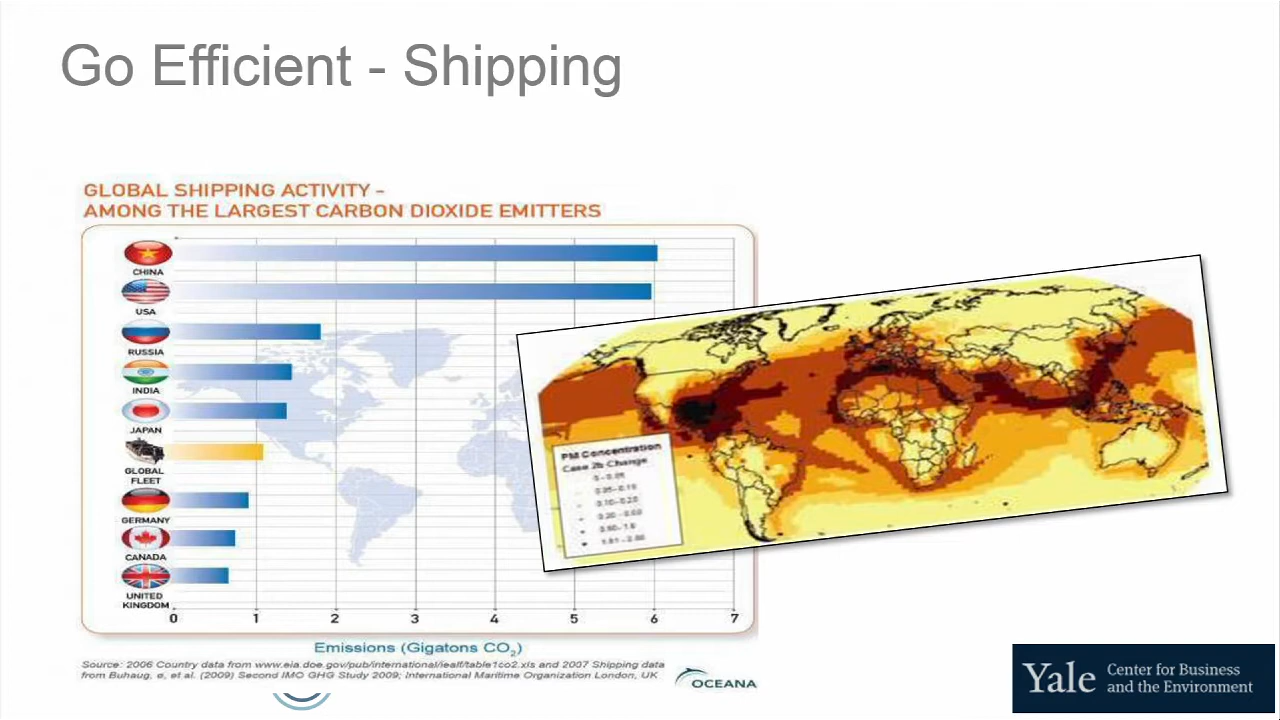 Go Efficient - Shipping
GLOBAL SHIPPING ACTIVITY -
AMONG THE LARGEST CARBON DIOXIDE EMITTERS
CHINA
USA
RUSSIA
INDIA
JAPAN
GLOBAL
FLEET
GERMANY
CANADA
UNITED
KINGDOM
0 1 2 3 4 5 6 7
Emissions (Gigatons CO2)
Source: 2006 Country data from www.eia.doe.gov/pub/international/iealf/table1co2.xls and 2007 Shipping data
from Buhaug, ø, et al. (2009) Second IMO GHG Study 2009; International Maritime Organization London, UK
OCEANA
PM Concentration
Case 2b Change
Yale
Center for Business
and the Environment